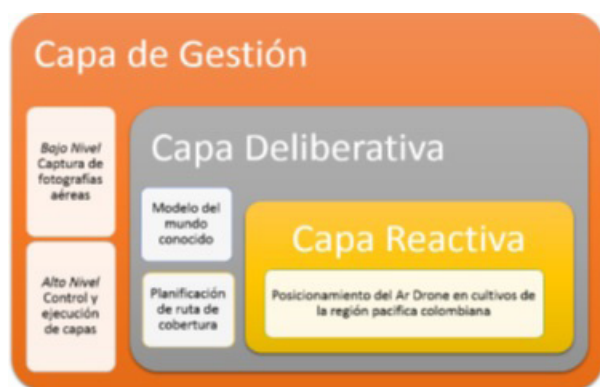 Capa de Gestión
Bajo Nivel
Captura de
fotografías
aéreas
Alto Nivel
Control y
ejecución
de capas
Capa Deliberativa
Modelo del
mundo
conocido
Planificación
de ruta de
cobertura
Capa Reactiva
Posicionamiento del Ar Drone en cultivos de
la región pacifica colombiana